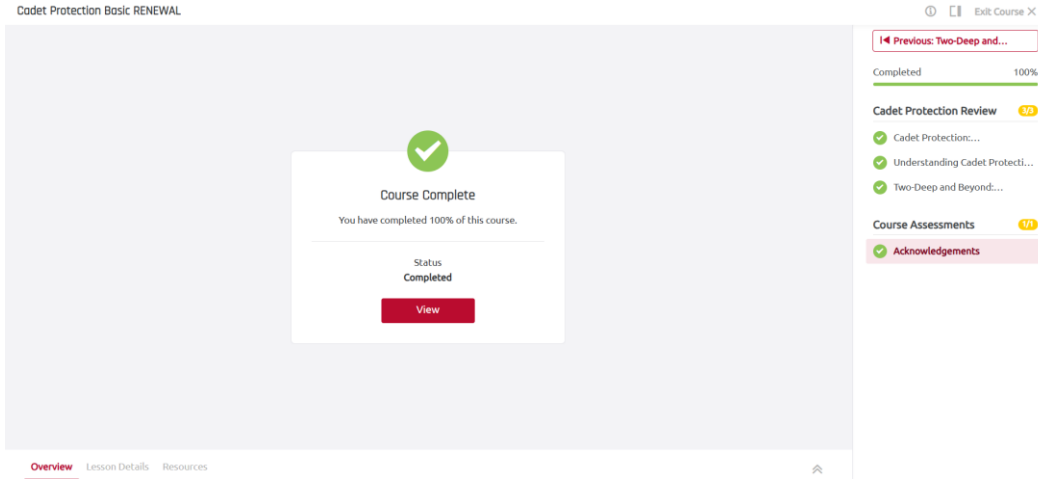 Cadet Protection Basic RENEWAL
Exit Course
Previous: Two-Deep and...
Completed 100%
Cadet Protection Review 3/3
Cadet Protection:...
Understanding Cadet Protecti...
Two-Deep and Beyond:...
Course Assessments 1/1
Acknowledgements
Course Complete
You have completed 100% of this course.
Status
Completed
View
Overview Lesson Details Resources